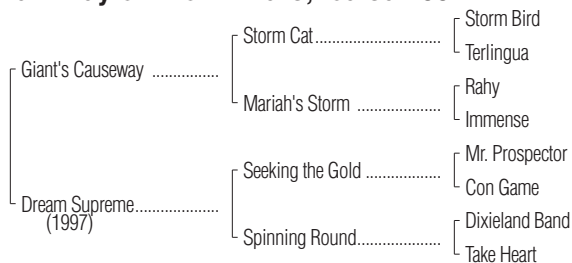 Storm Bird
Storm Cat
Terlingua
Giant's Causeway
Rahy
Mariah's Storm
Immense
Mr. Prospector
Seeking the Gold
Con Game
Dream Supreme
(1997)
Dixieland Band
Spinning Round
Take Heart